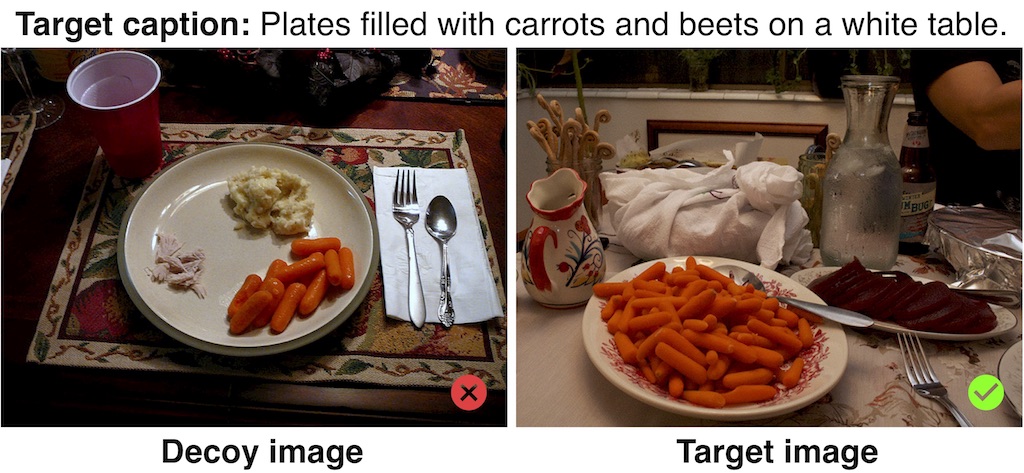 Target caption: Plates filled with carrots and beets on a white table.
Decoy image
Target image